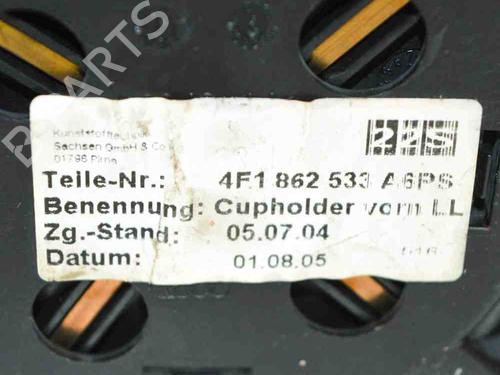 B PARTS
Kunststofftechnik
Sachsen GmbH & Co
01796 Pirna
22S
Teile-Nr.: 4F1 862 533 A6PS
Benennung: Cupholder vorn LL
Zg.-Stand: 05.07.04
Datum: 01.08.05